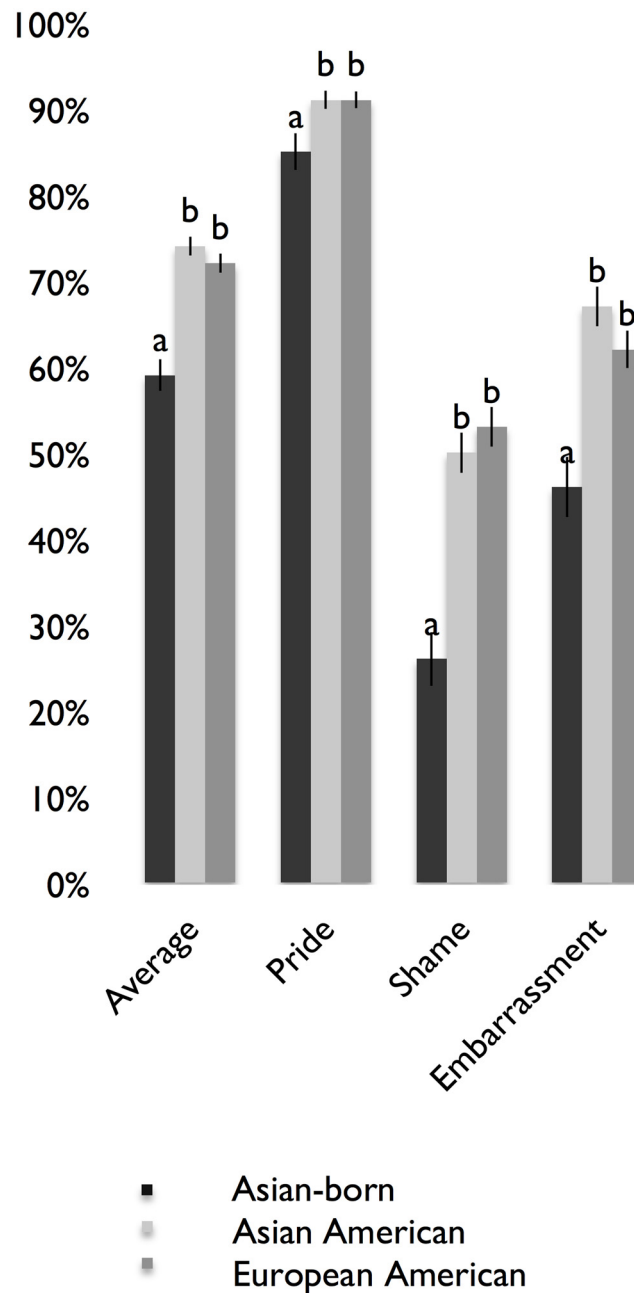 100%
90%
80%
70%
60%
50%
40%
30%
20%
10%
0%
a b b
a b b
a b b
a b b
Average Pride Shame Embarrassment
Asian-born
Asian American
European American